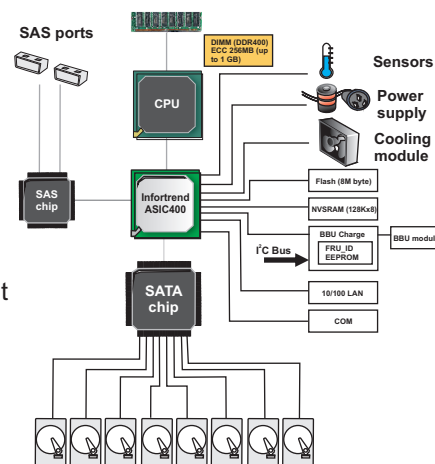 SAS ports
DIMM (DDR400)
ECC 256MB (up
to 1 GB)
Sensors
CPU
Power
supply
Cooling
module
SAS
chip
Infortrend
ASIC400
Flash (8M byte)
NVSRAM (128Kx8)
BBU Charge
FRU_ID
EEPROM
BBU modul
I²C Bus
SATA
chip
10/100 LAN
COM
t